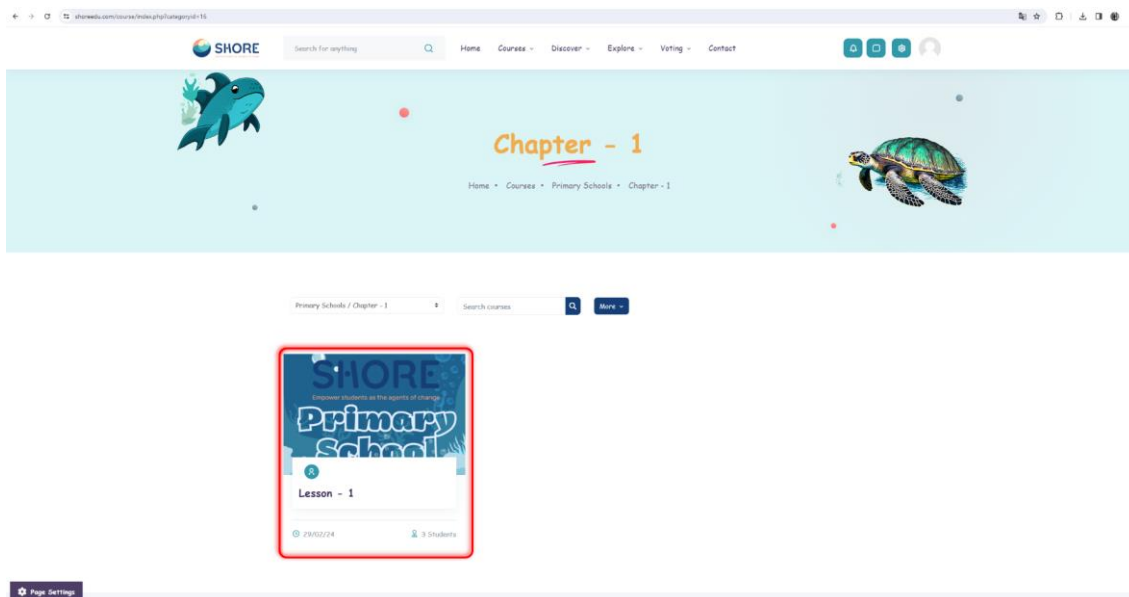 shoreedu.com/course/index.php?categoryid=16
SHORE
Search for anything
Home Courses Discover Explore Voting Contact
Chapter - 1
Home • Courses • Primary Schools • Chapter - 1
Primary Schools / Chapter - 1
Search courses
More
SHORE
Empower students as the agents of change
Primary
School
Lesson - 1
29/02/24
3 Students
Page Settings